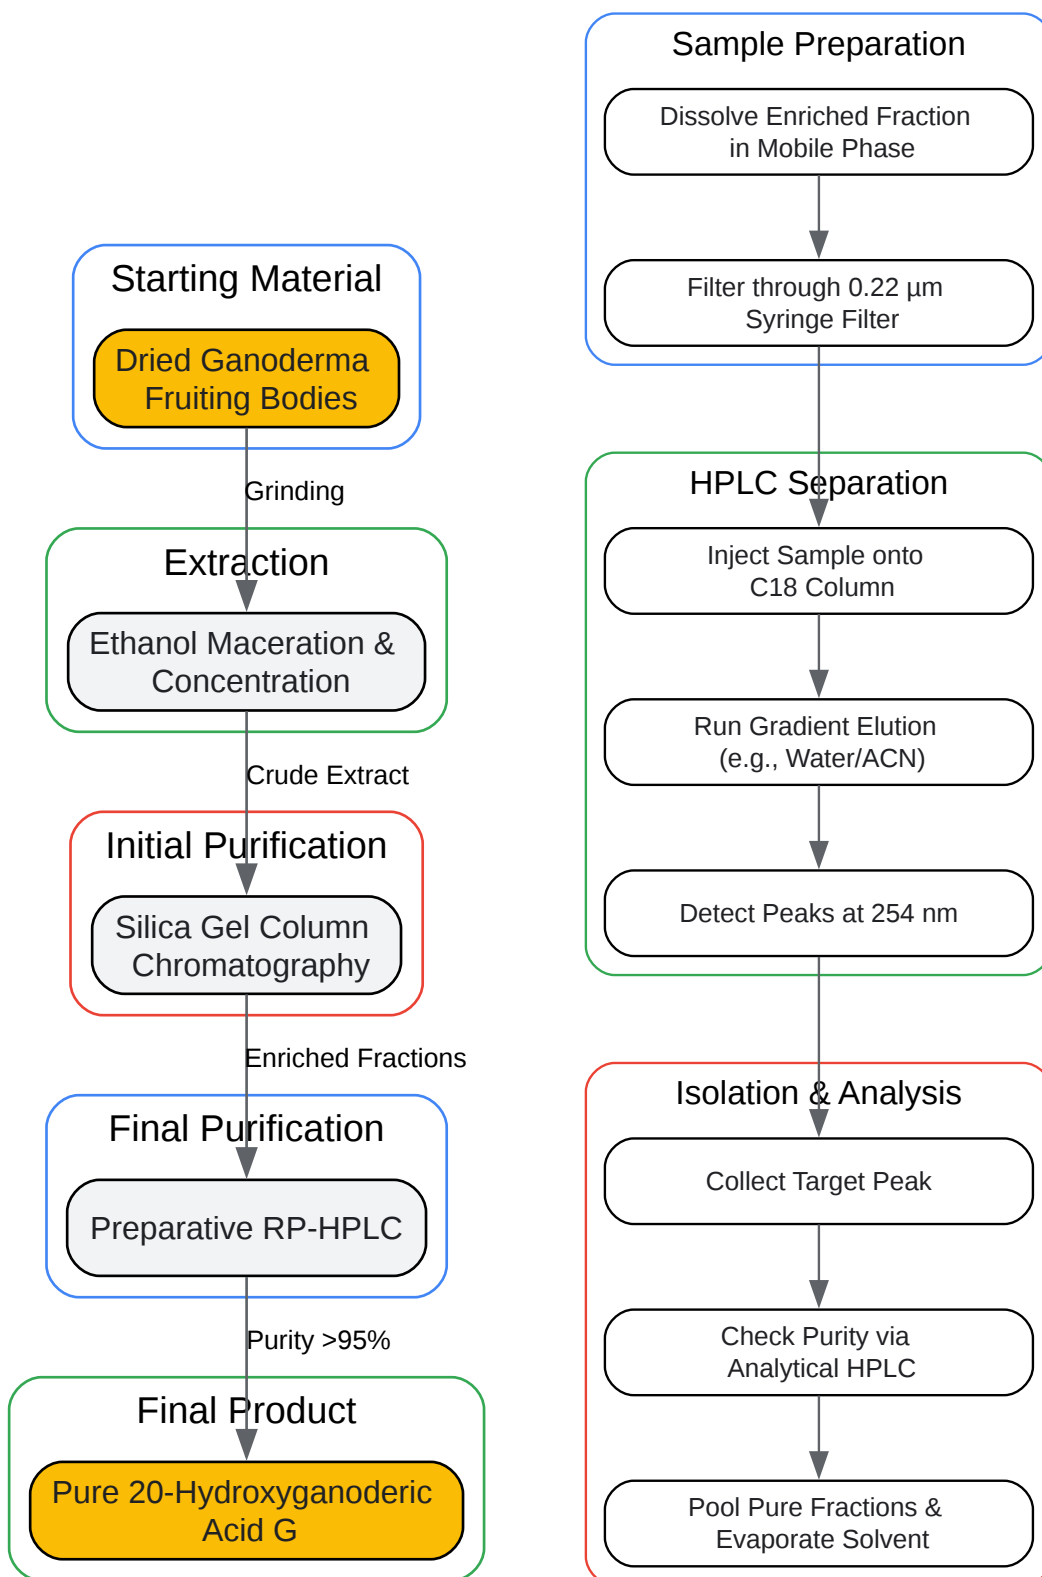 Starting Material
Dried Ganoderma
Fruiting Bodies
Grinding
Extraction
Ethanol Maceration &
Concentration
Crude Extract
Initial Purification
Silica Gel Column
Chromatography
Enriched Fractions
Final Purification
Preparative RP-HPLC
Purity >95%
Final Product
Pure 20-Hydroxyganoderic
Acid G
Sample Preparation
Dissolve Enriched Fraction
in Mobile Phase
Filter through 0.22 µm
Syringe Filter
HPLC Separation
Inject Sample onto
C18 Column
Run Gradient Elution
(e.g., Water/ACN)
Detect Peaks at 254 nm
Isolation & Analysis
Collect Target Peak
Check Purity via
Analytical HPLC
Pool Pure Fractions &
Evaporate Solvent